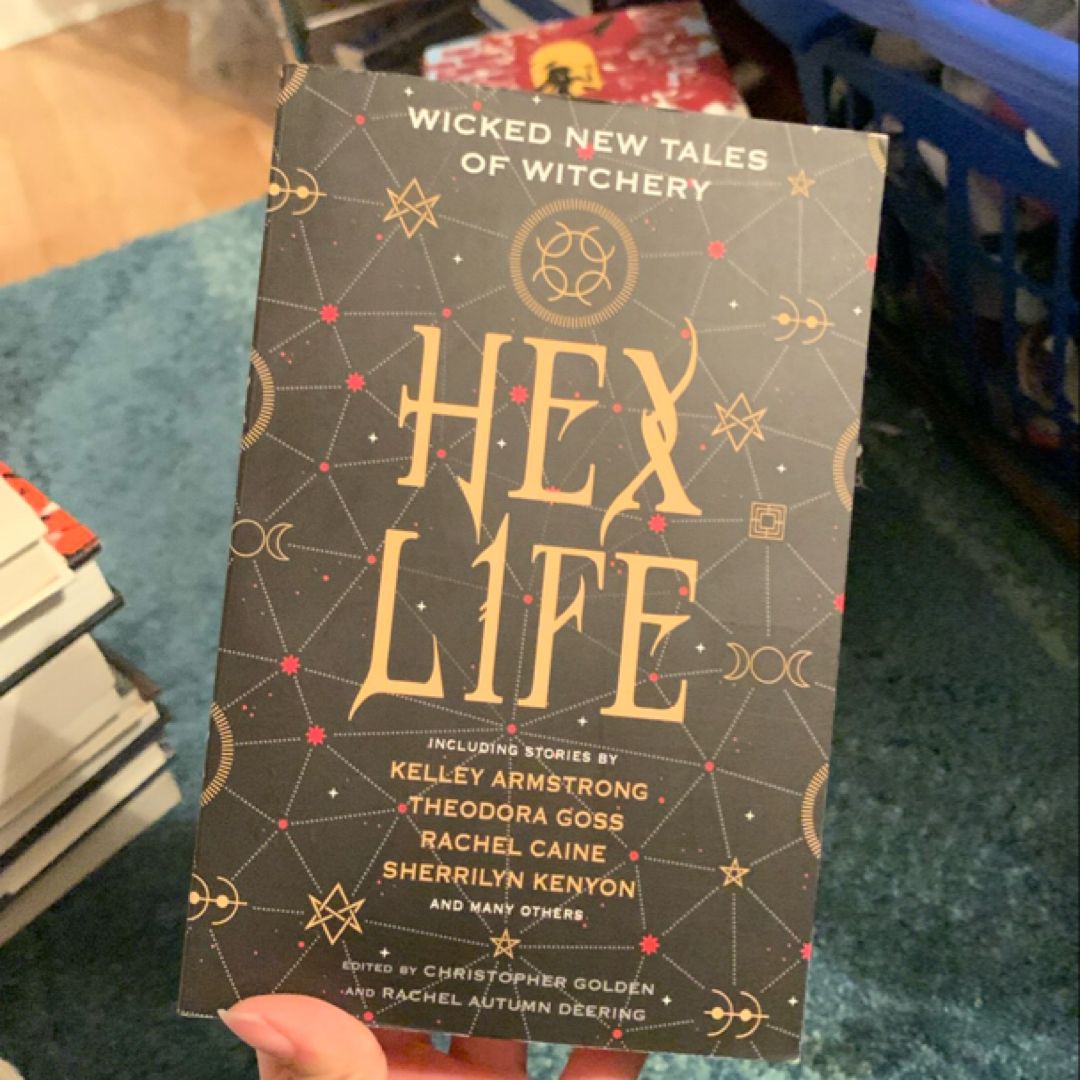 WICKED NEW TALES
OF WITCHERY
HEX
LIFE
INCLUDING STORIES BY
KELLEY ARMSTRONG
THEODORA GOSS
RACHEL CAINE
SHERRILYN KENYON
AND MANY OTHERS
EDITED BY CHRISTOPHER GOLDEN
AND RACHEL AUTUMN DEERING